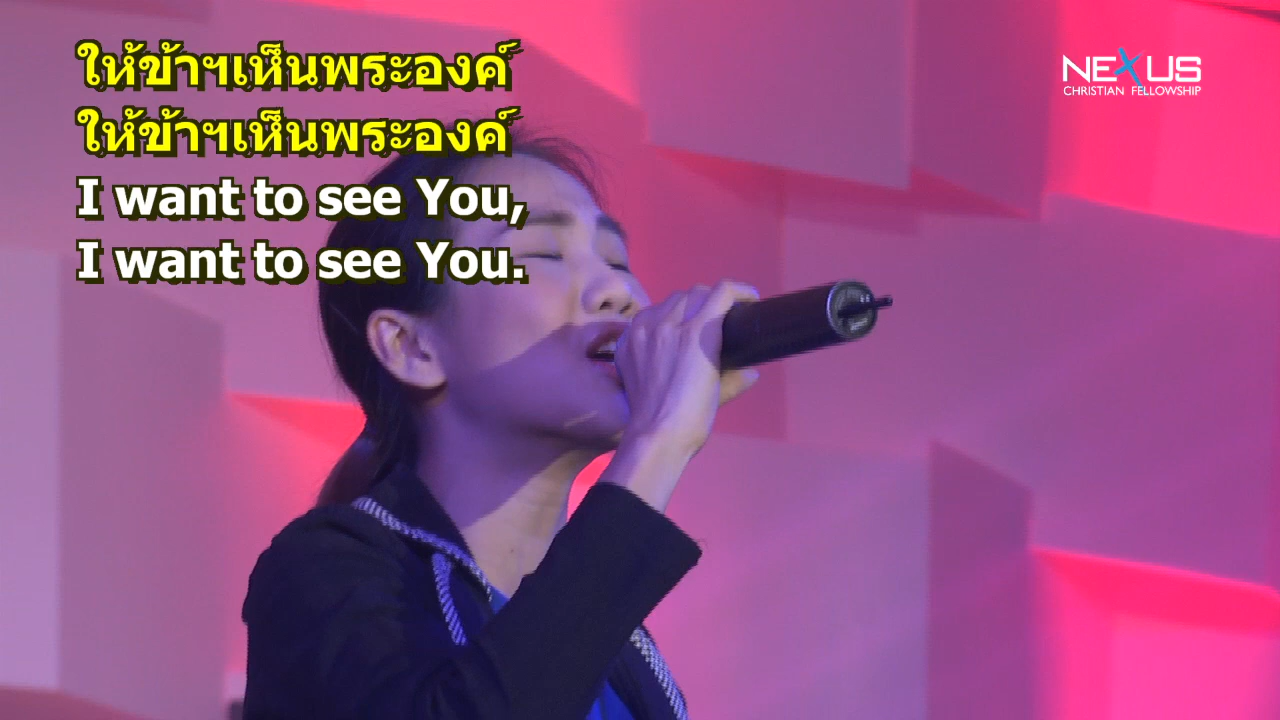 ให้ข้าฯเห็นพระองค์
ให้ข้าฯเห็นพระองค์
I want to see You,
I want to see You.
NEXUS
CHRISTIAN FELLOWSHIP